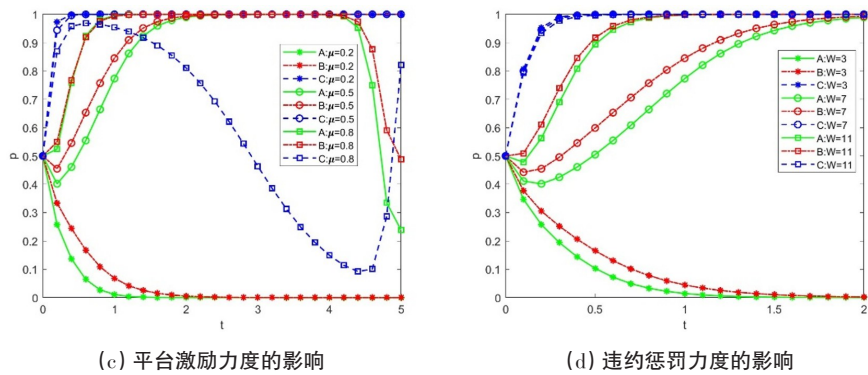 1
0.9
0.8
0.7
0.6
0.5
0.4
0.3
0.2
0.1
0
p
0 1 2 3 4 5
t
A:μ=0.2
B:μ=0.2
C:μ=0.2
A:μ=0.5
B:μ=0.5
C:μ=0.5
A:μ=0.8
B:μ=0.8
C:μ=0.8
(c) 平台激励力度的影响
1
0.9
0.8
0.7
0.6
0.5
0.4
0.3
0.2
0.1
0
p
0 0.5 1 1.5 2
t
A:W=3
B:W=3
C:W=3
A:W=7
B:W=7
C:W=7
A:W=11
B:W=11
C:W=11
(d) 违约惩罚力度的影响